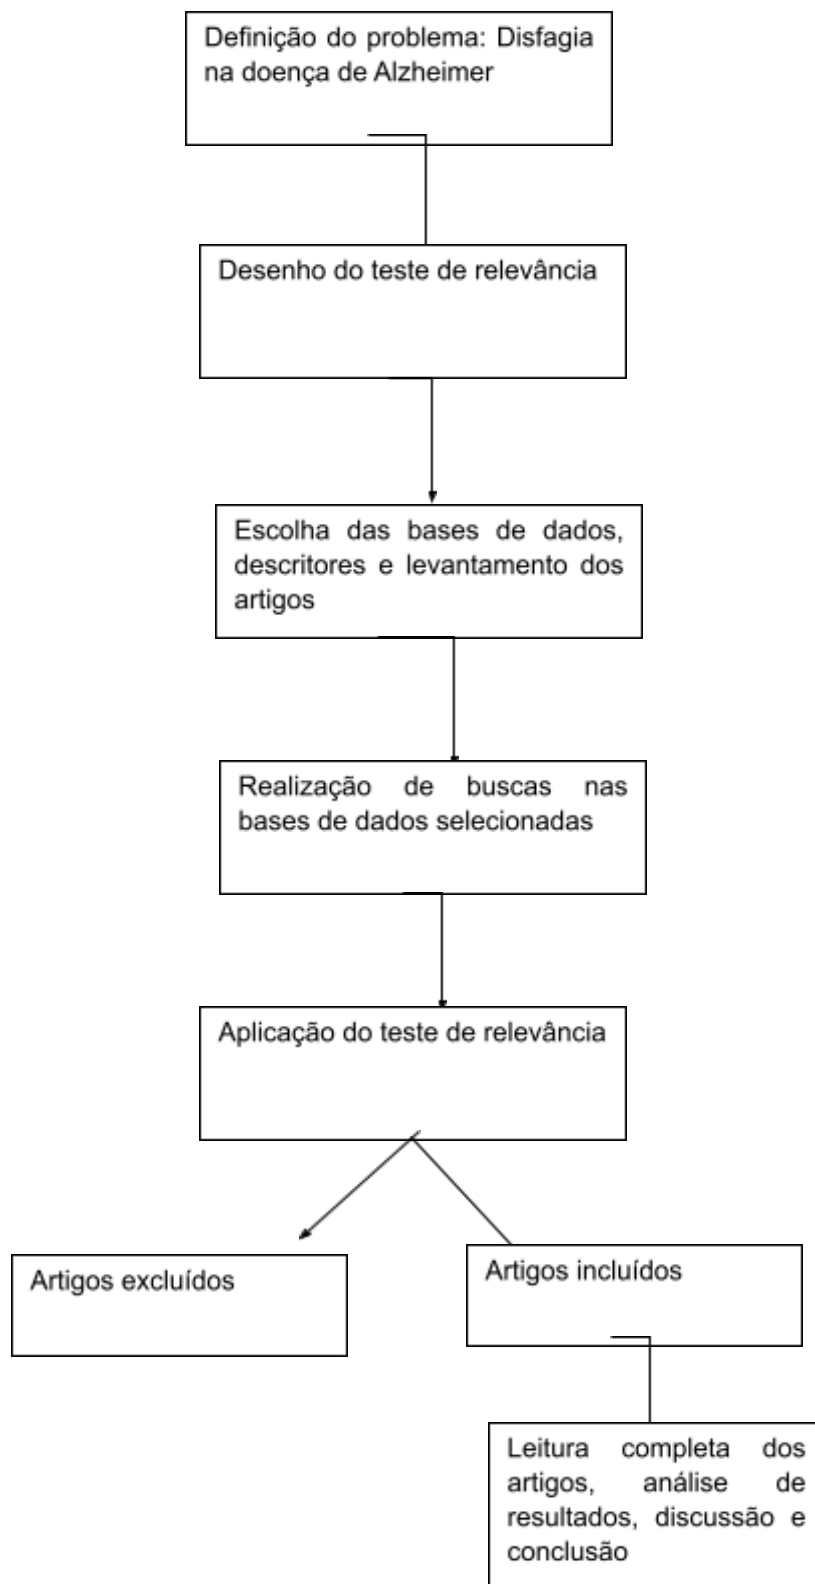 Definição do problema: Disfagia
na doença de Alzheimer
Desenho do teste de relevância
Escolha das bases de dados,
descritores e levantamento dos
artigos
Realização de buscas nas
bases de dados selecionadas
Aplicação do teste de relevância
Artigos excluídos
Artigos incluídos
Leitura completa dos
artigos, análise de
resultados, discussão e
conclusão